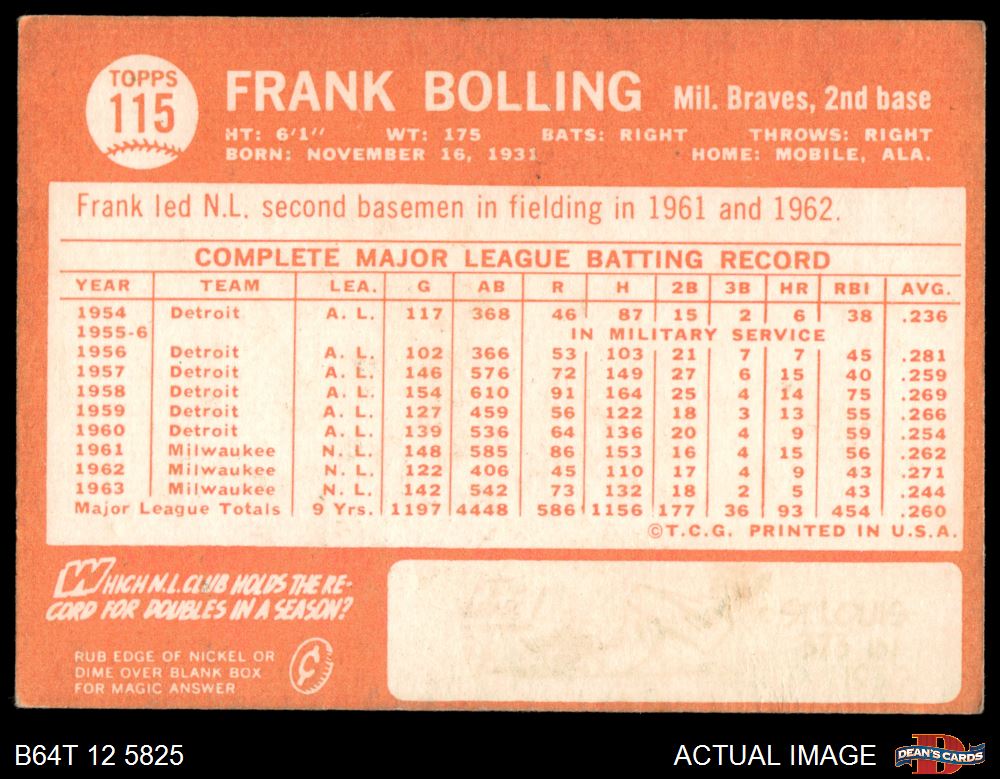 TOPPS
115
FRANK BOLLING Mil. Braves, 2nd base
HT: 6'1" WT: 175 BATS: RIGHT THROWS: RIGHT
BORN: NOVEMBER 16, 1931 HOME: MOBILE, ALA.
Frank led N.L. second basemen in fielding in 1961 and 1962.
COMPLETE MAJOR LEAGUE BATTING RECORD
YEAR TEAM LEA. G AB R H 2B 3B HR RBI AVG.
1954 Detroit A. L. 117 368 46 87 15 2 6 38 .236
1955-6 IN MILITARY SERVICE
1956 Detroit A. L. 102 366 53 103 21 7 7 45 .281
1957 Detroit A. L. 146 576 72 149 27 6 15 40 .259
1958 Detroit A. L. 154 610 91 164 25 4 14 75 .269
1959 Detroit A. L. 127 459 56 122 18 3 13 55 .266
1960 Detroit A. L. 139 536 64 136 20 4 9 59 .254
1961 Milwaukee N. L. 148 585 86 153 16 4 15 56 .262
1962 Milwaukee N. L. 122 406 45 110 17 4 9 43 .271
1963 Milwaukee N. L. 142 542 73 132 18 2 5 43 .244
Major League Totals 9 Yrs. 1197 4448 586 1156 177 36 93 454 .260
©T.C.G. PRINTED IN U.S.A.
WHICH N.L. CLUB HOLDS THE RE-
CORD FOR DOUBLES IN A SEASON?
RUB EDGE OF NICKEL OR
DIME OVER BLANK BOX
FOR MAGIC ANSWER
B64T 12 5825 ACTUAL IMAGE
DEAN'S CARDS